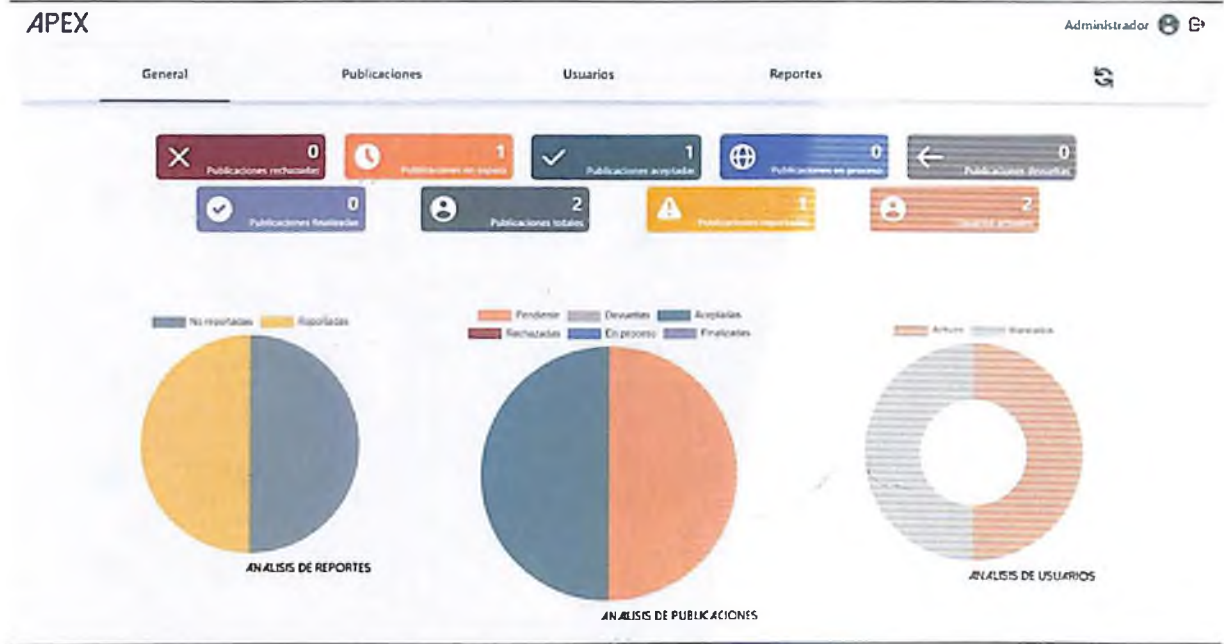 APEX
Administrador
General
Publicaciones
Usuarios
Reportes
0
Publicaciones rechazadas
1
Publicaciones en espera
1
Publicaciones aceptadas
0
Publicaciones en proceso
0
Publicaciones devueltas
0
Publicaciones finalizadas
2
Publicaciones totales
1
Publicaciones reportadas
2
No reportadas
Reportadas
Pendiente
Devueltas
Aceptadas
Rechazadas
En proceso
Finalizadas
Activos
ANALISIS DE REPORTES
ANALISIS DE PUBLICACIONES
ANALISIS DE USUARIOS